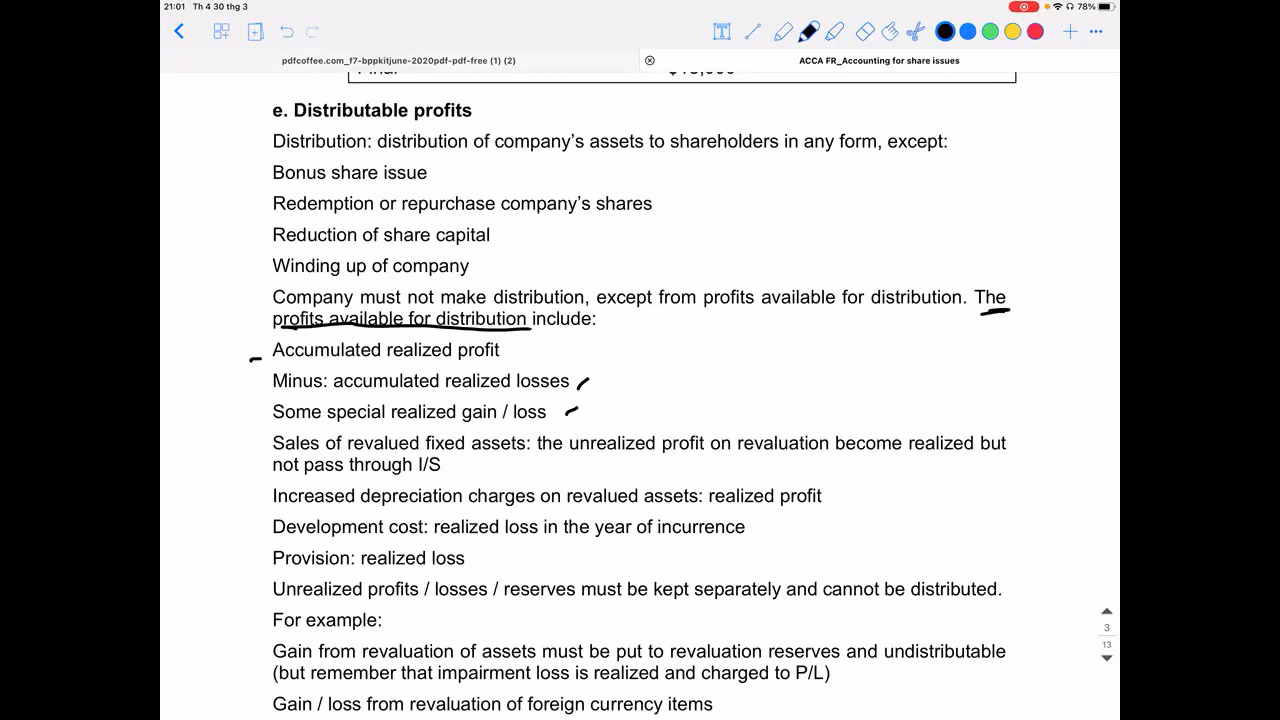 21:01 Th 4 30 thg 3
78%
pdfcoffee.com_f7-bppkitjune-2020pdf-pdf-free (1) (2)
ACCA FR_Accounting for share issues
e. Distributable profits
Distribution: distribution of company's assets to shareholders in any form, except:
Bonus share issue
Redemption or repurchase company's shares
Reduction of share capital
Winding up of company
Company must not make distribution, except from profits available for distribution. The
profits available for distribution include:
Accumulated realized profit
Minus: accumulated realized losses
Some special realized gain / loss
Sales of revalued fixed assets: the unrealized profit on revaluation become realized but
not pass through I/S
Increased depreciation charges on revalued assets: realized profit
Development cost: realized loss in the year of incurrence
Provision: realized loss
Unrealized profits / losses / reserves must be kept separately and cannot be distributed.
For example:
Gain from revaluation of assets must be put to revaluation reserves and undistributable
(but remember that impairment loss is realized and charged to P/L)
Gain / loss from revaluation of foreign currency items
3
13